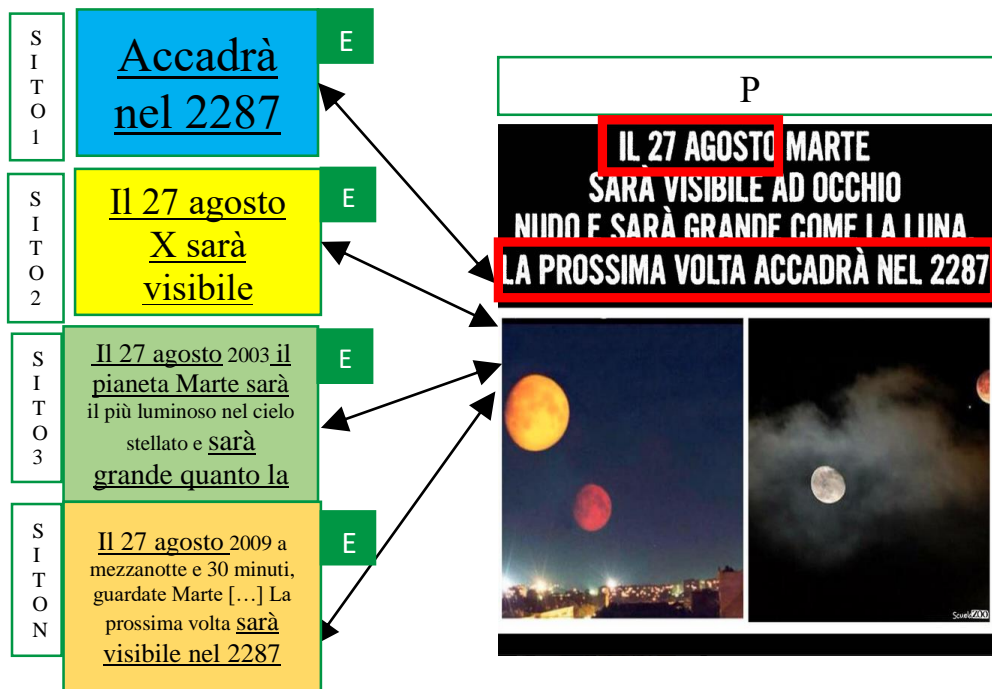 S
I
T
O
1
Accadrà
nel 2287
E
S
I
T
O
2
Il 27 agosto
X sarà
visibile
E
S
I
T
O
3
Il 27 agosto 2003 il
pianeta Marte sarà
il più luminoso nel cielo
stellato e sarà
grande quanto la
E
S
I
T
O
N
Il 27 agosto 2009 a
mezzanotte e 30 minuti,
guardate Marte […] La
prossima volta sarà
visibile nel 2287
E
P
IL 27 AGOSTO MARTE
SARÀ VISIBILE AD OCCHIO
NUDO E SARÀ GRANDE COME LA LUNA.
LA PROSSIMA VOLTA ACCADRÀ NEL 2287
ScuolaZOO